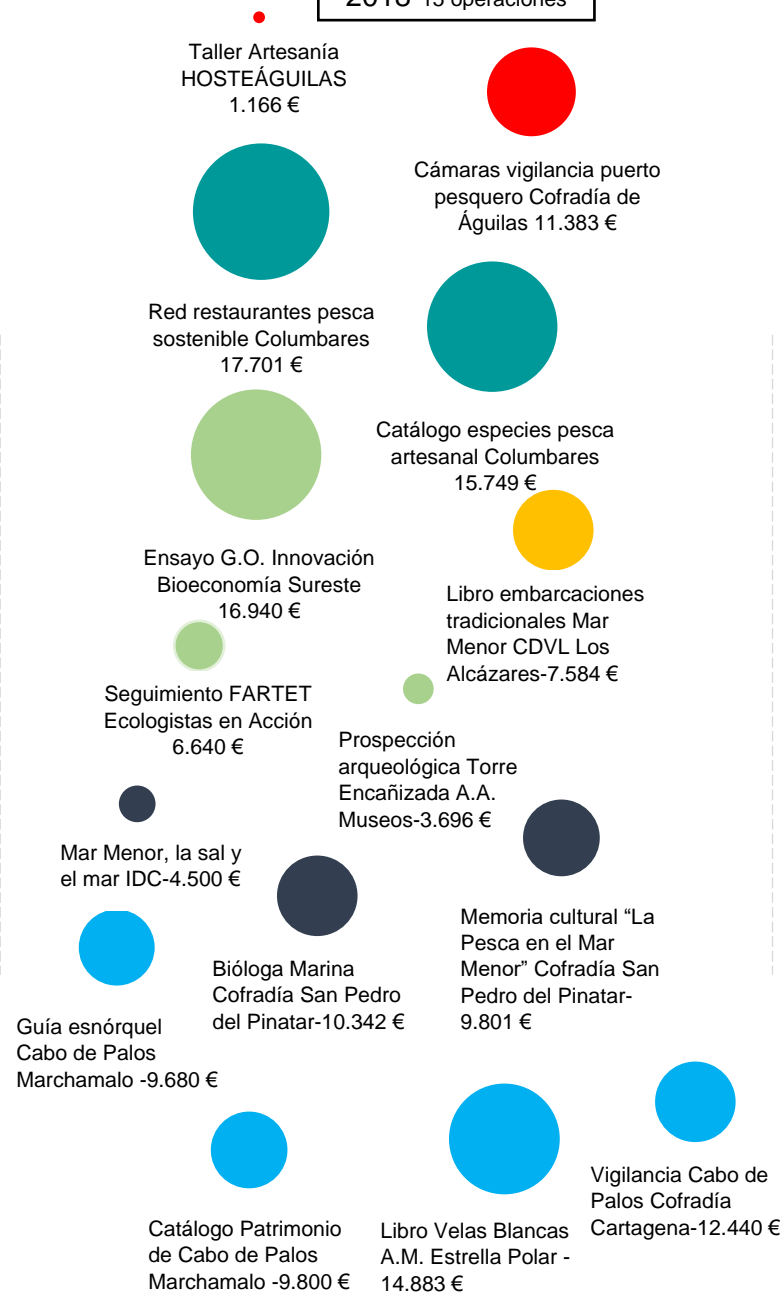 2018 15 operaciones
Taller Artesanía
HOSTEÁGUILAS
1.166 €
Cámaras vigilancia puerto
pesquero Cofradía de
Águilas 11.383 €
Red restaurantes pesca
sostenible Columbares
17.701 €
Catálogo especies pesca
artesanal Columbares
15.749 €
Ensayo G.O. Innovación
Bioeconomía Sureste
16.940 €
Libro embarcaciones
tradicionales Mar
Menor CDVL Los
Alcázares-7.584 €
Seguimiento FARTET
Ecologistas en Acción
6.640 €
Prospección
arqueológica Torre
Encañizada A.A.
Museos-3.696 €
Mar Menor, la sal y
el mar IDC-4.500 €
Bióloga Marina
Cofradía San Pedro
del Pinatar-10.342 €
Memoria cultural “La
Pesca en el Mar
Menor” Cofradía San
Pedro del Pinatar-
9.801 €
Guía esnórquel
Cabo de Palos
Marchamalo -9.680 €
Vigilancia Cabo de
Palos Cofradía
Cartagena-12.440 €
Catálogo Patrimonio
de Cabo de Palos
Marchamalo -9.800 €
Libro Velas Blancas
A.M. Estrella Polar -
14.883 €